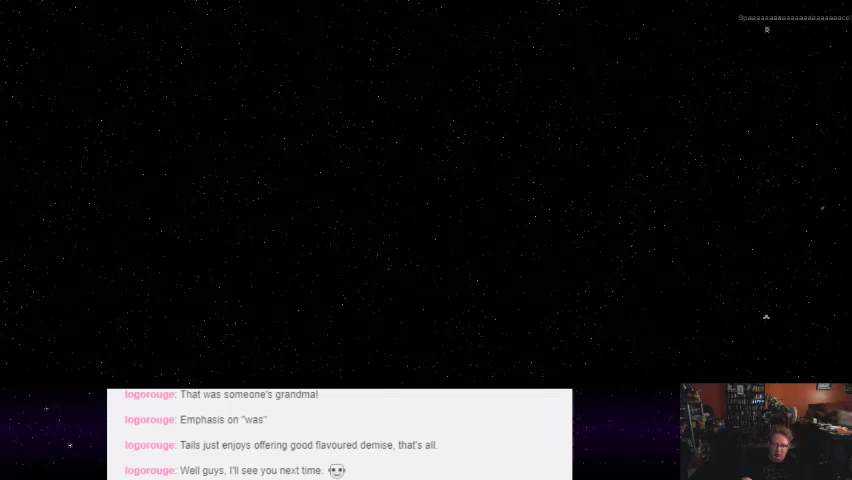 logorouge: That was someone's grandma!
logorouge: Emphasis on "was"
logorouge: Tails just enjoys offering good flavoured demise, that's all.
logorouge: Well guys, I'll see you next time.